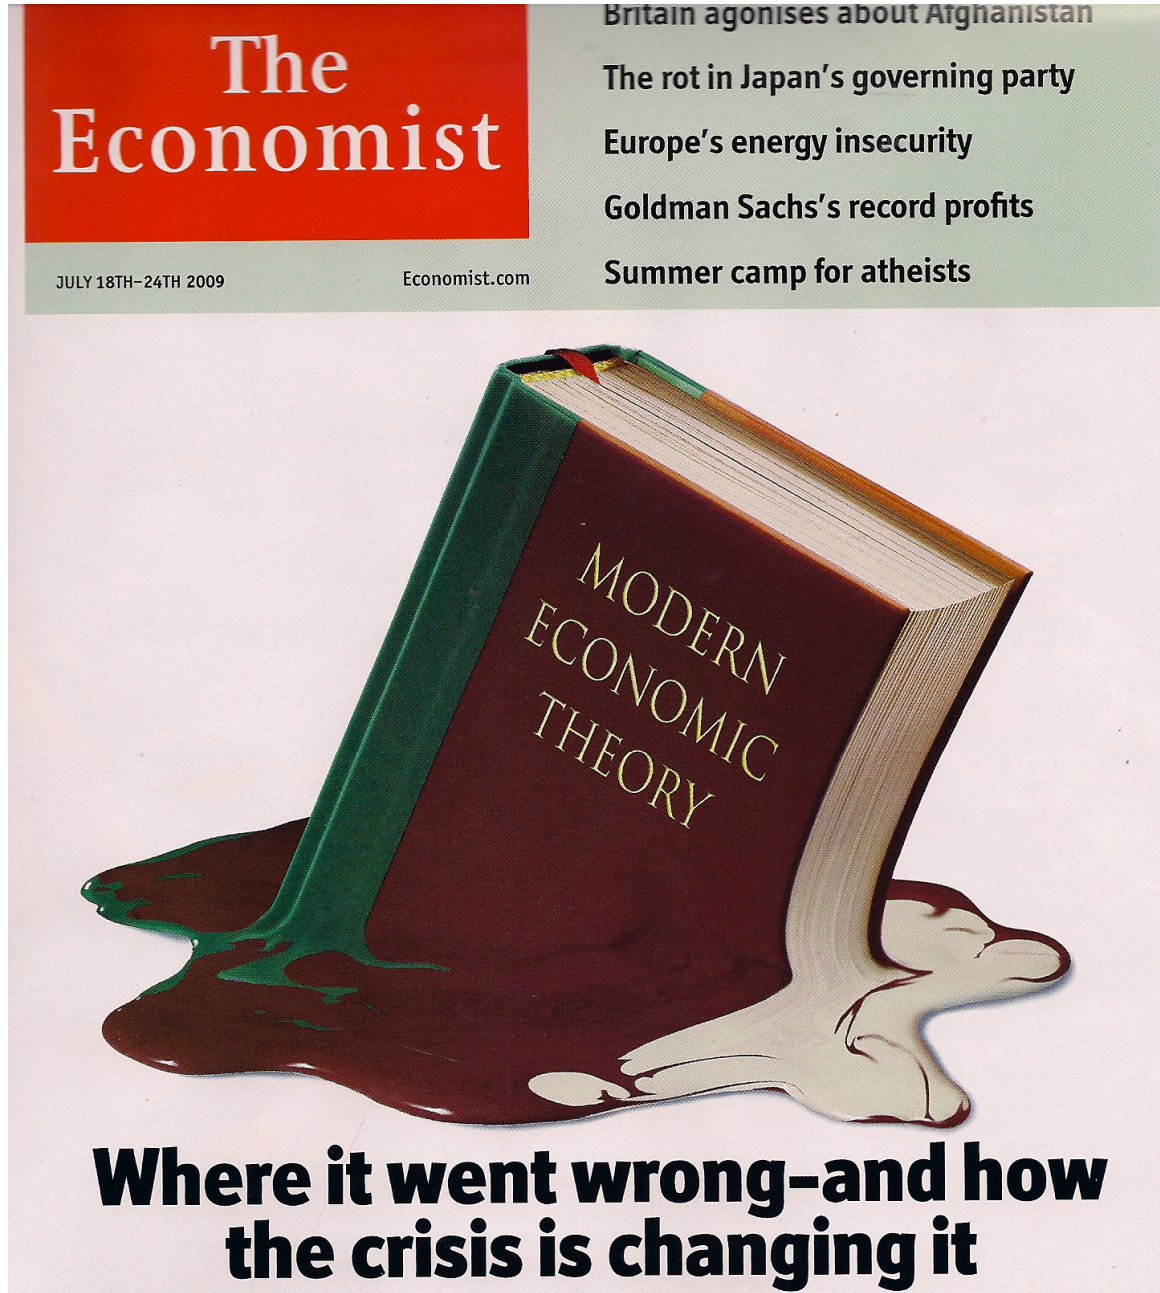 The
Economist
JULY 18TH–24TH 2009
Economist.com
Britain agonises about Afghanistan
The rot in Japan's governing party
Europe's energy insecurity
Goldman Sachs's record profits
Summer camp for atheists
MODERN
ECONOMIC
THEORY
Where it went wrong–and how
the crisis is changing it